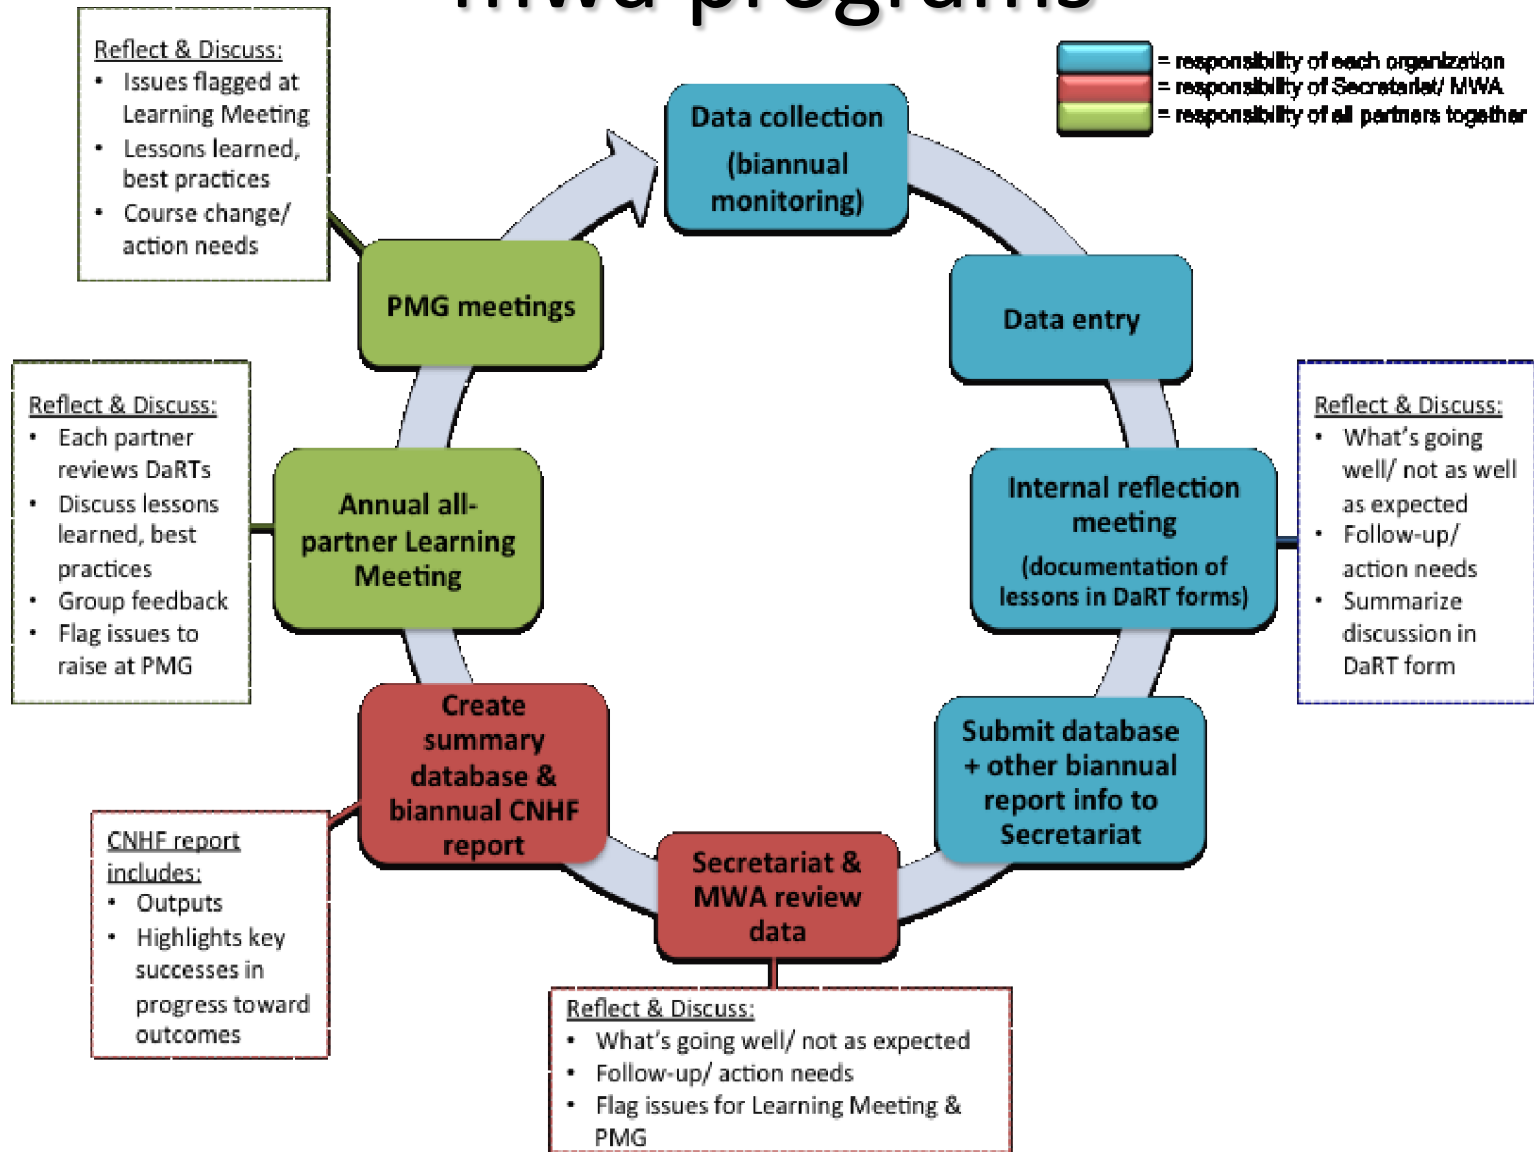 mwa programs
= responsibility of each organization
= responsibility of Secretariat/ MWA
= responsibility of all partners together
Reflect & Discuss:
• Issues flagged at
Learning Meeting
• Lessons learned,
best practices
• Course change/
action needs
Data collection
(biannual
monitoring)
PMG meetings
Data entry
Reflect & Discuss:
• Each partner
reviews DaRTs
• Discuss lessons
learned, best
practices
• Group feedback
• Flag issues to
raise at PMG
Annual all-
partner Learning
Meeting
Internal reflection
meeting
(documentation of
lessons in DaRT forms)
Reflect & Discuss:
• What's going
well/ not as well
as expected
• Follow-up/
action needs
• Summarize
discussion in
DaRT form
Create
summary
database &
biannual CNHF
report
Submit database
+ other biannual
report info to
Secretariat
CNHF report
includes:
• Outputs
• Highlights key
successes in
progress toward
outcomes
Secretariat &
MWA review
data
Reflect & Discuss:
• What's going well/ not as expected
• Follow-up/ action needs
• Flag issues for Learning Meeting &
PMG